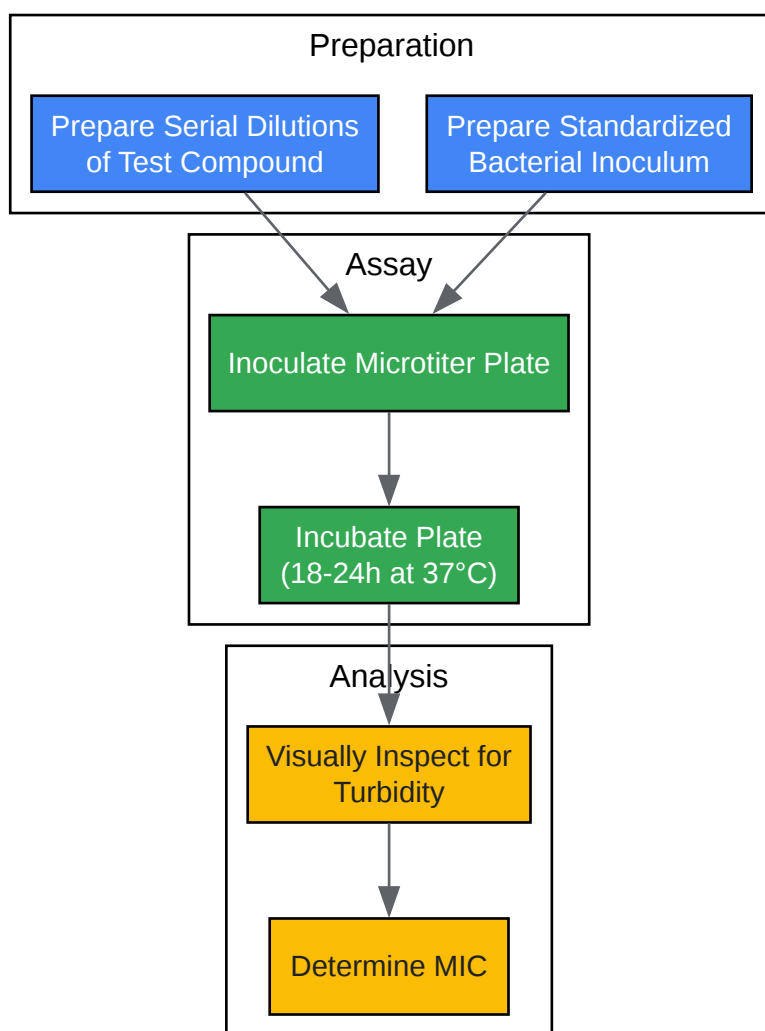 Preparation
Prepare Serial Dilutions
of Test Compound
Prepare Standardized
Bacterial Inoculum
Assay
Inoculate Microtiter Plate
Incubate Plate
(18-24h at 37°C)
Analysis
Visually Inspect for
Turbidity
Determine MIC